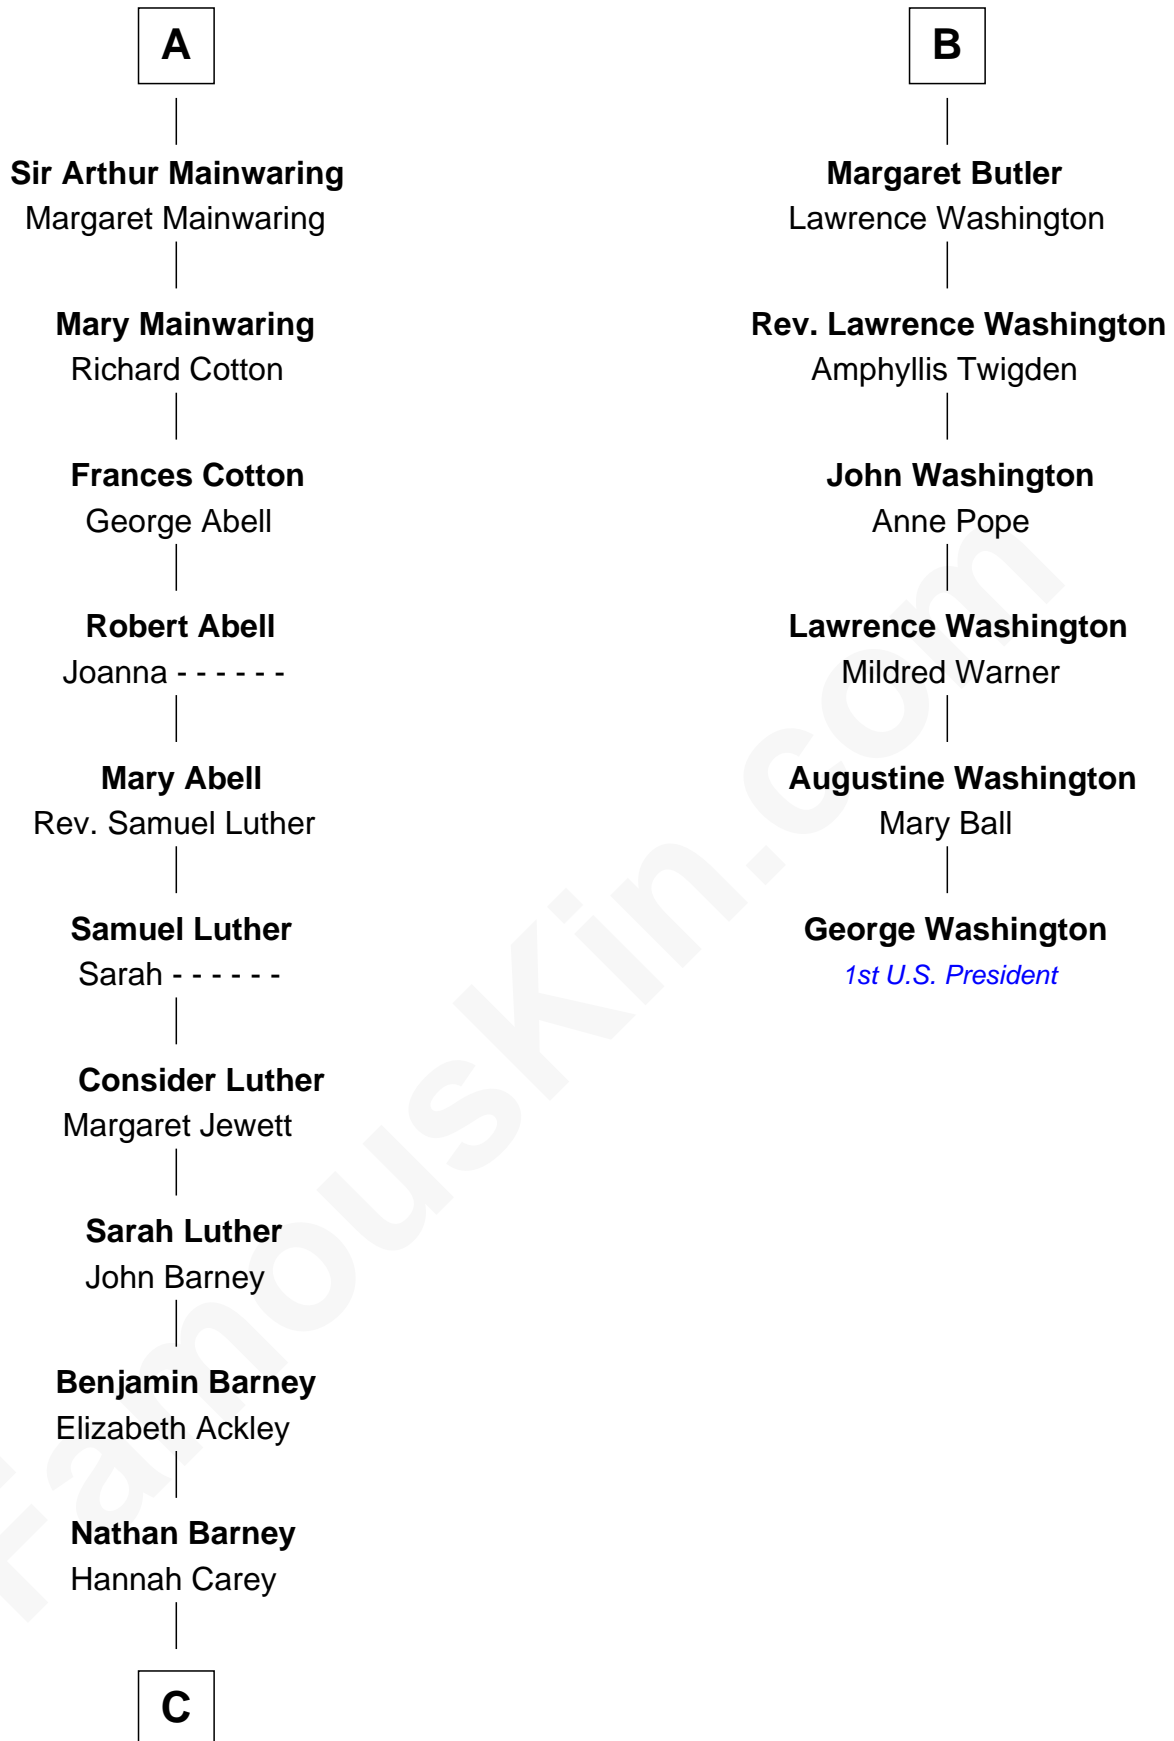 A
Sir Arthur Mainwaring
Margaret Mainwaring
Mary Mainwaring
Richard Cotton
Frances Cotton
George Abell
Robert Abell
Joanna - - - - - -
Mary Abell
Rev. Samuel Luther
Samuel Luther
Sarah - - - - - -
Consider Luther
Margaret Jewett
Sarah Luther
John Barney
Benjamin Barney
Elizabeth Ackley
Nathan Barney
Hannah Carey
C
B
Margaret Butler
Lawrence Washington
Rev. Lawrence Washington
Amphyllis Twigden
John Washington
Anne Pope
Lawrence Washington
Mildred Warner
Augustine Washington
Mary Ball
George Washington
1st U.S. President
FamousKin.com